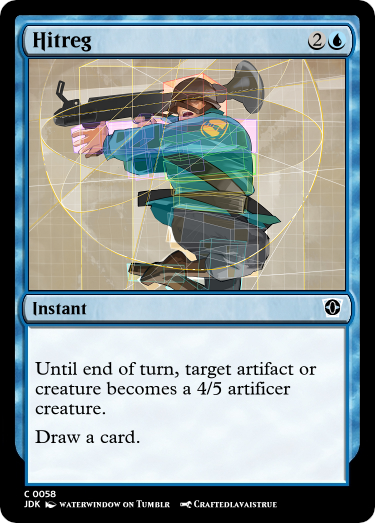 Hitreg 2
Instant
Until end of turn, target artifact or
creature becomes a 4/5 artificer
creature.
Draw a card.
C 0058
JDK WATERWINDOW ON TUMBLR CRAFTEDLAVAISTRUE